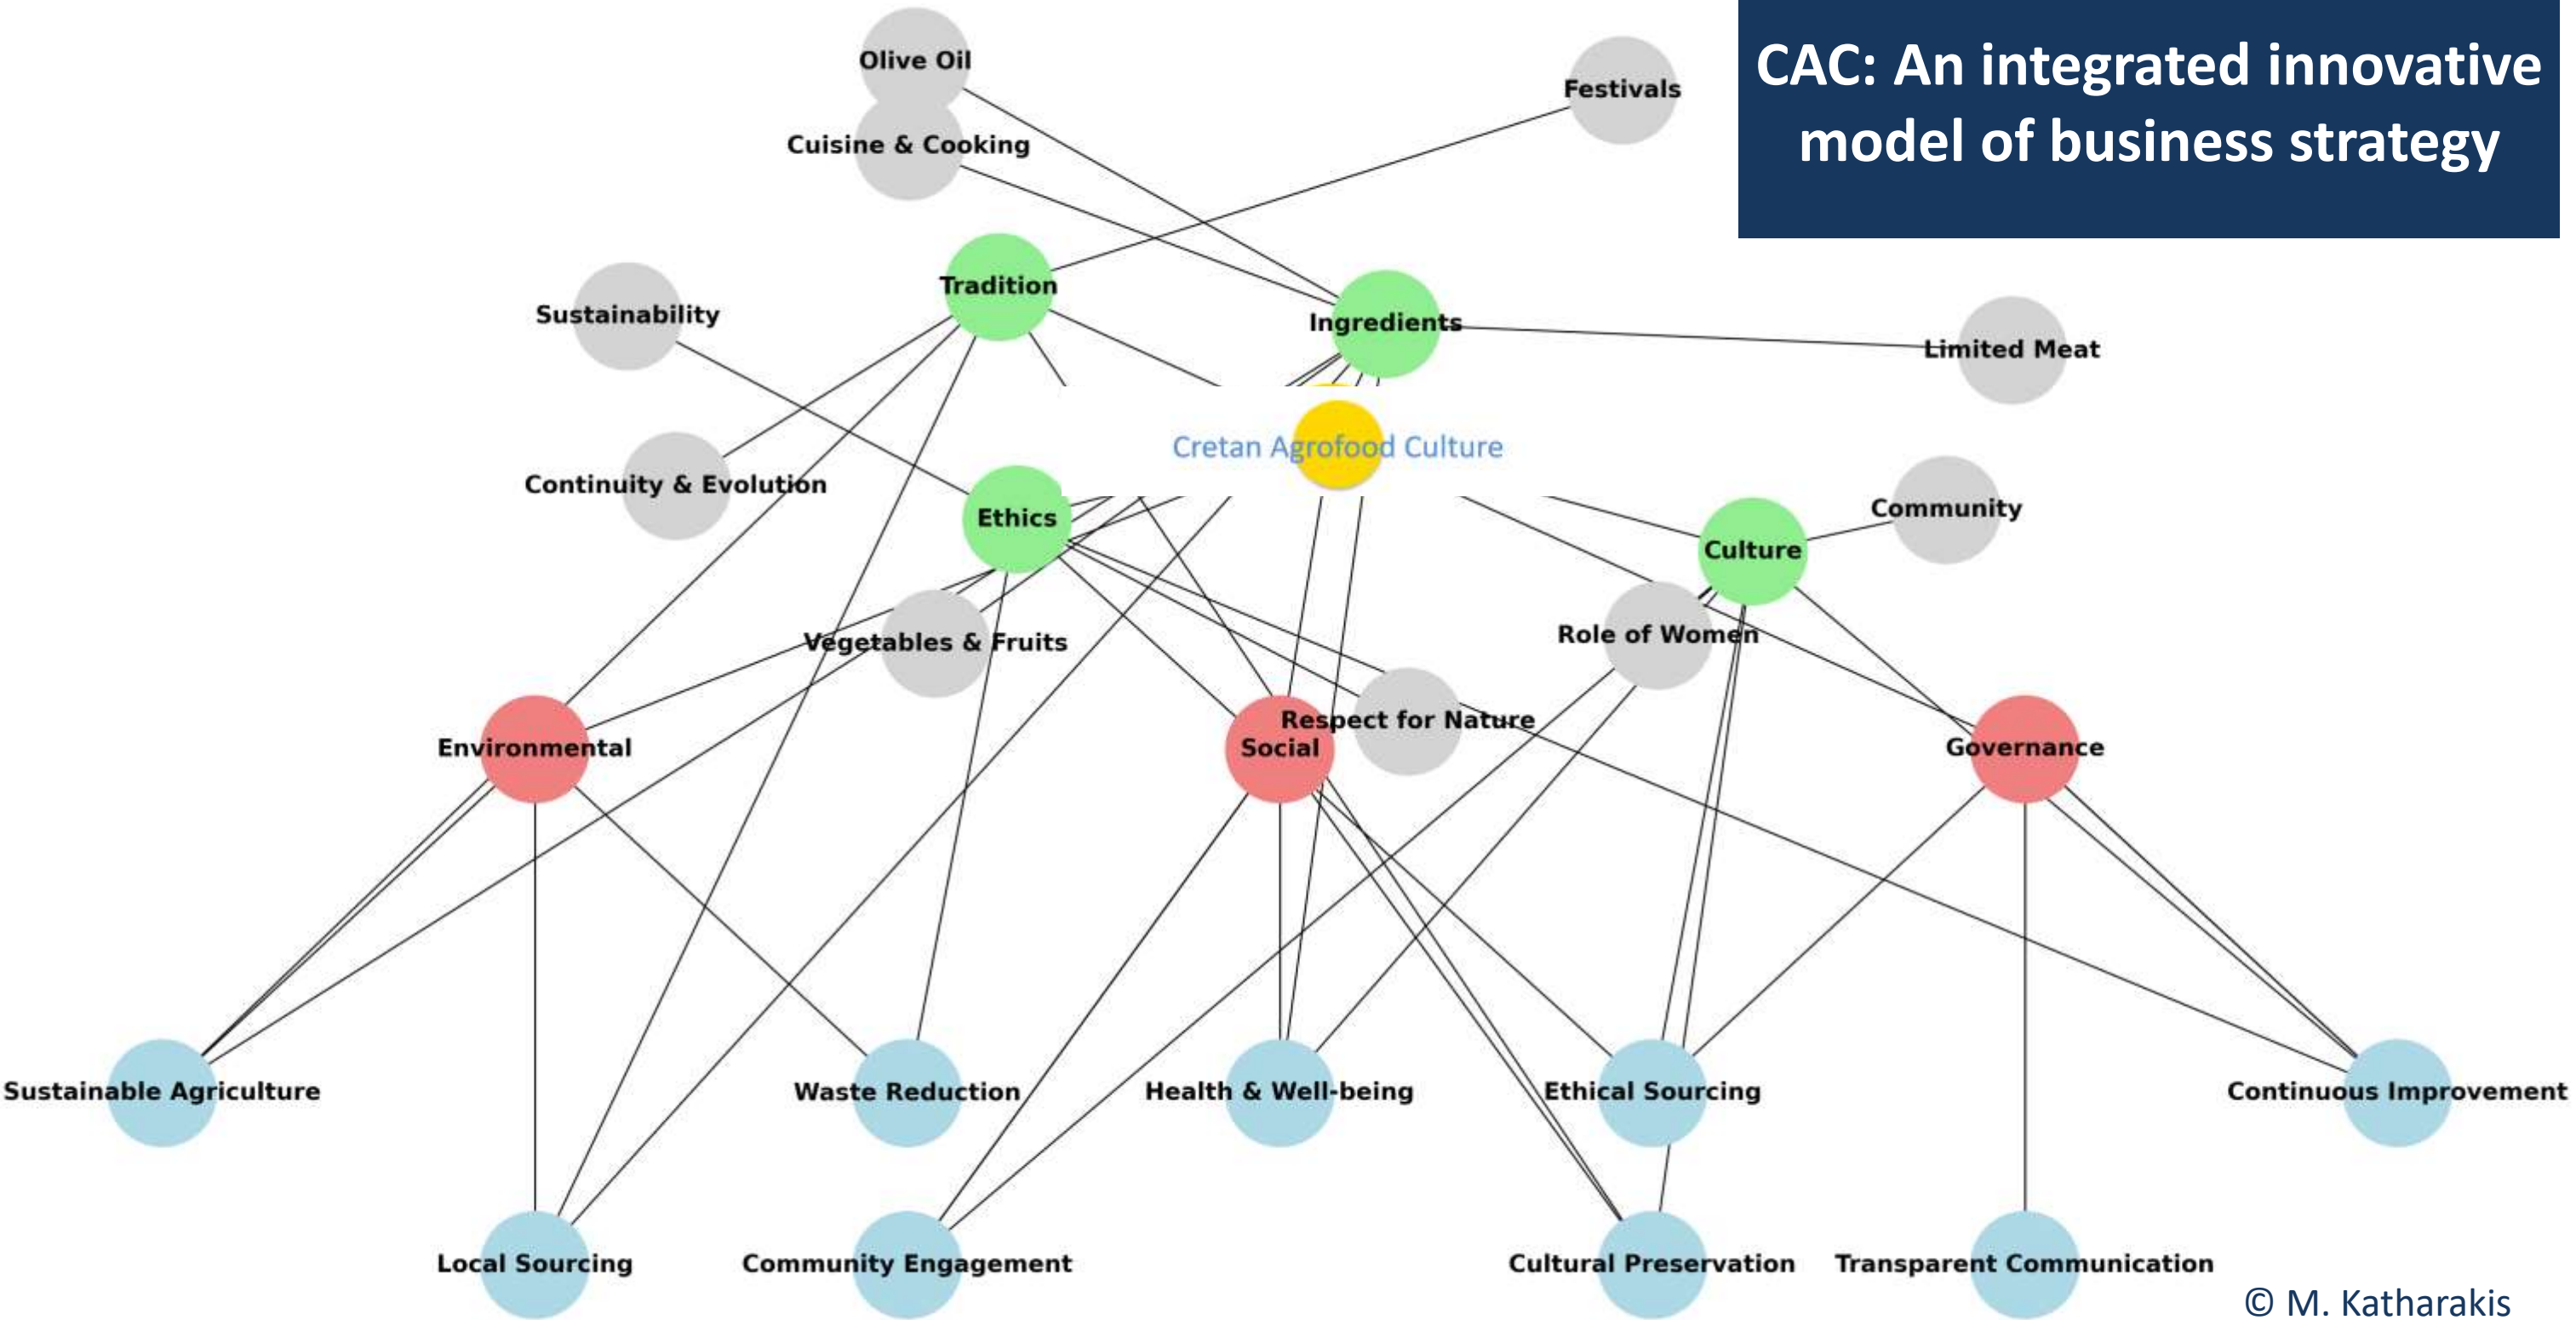 CAC: An integrated innovative
model of business strategy
Olive Oil
Festivals
Cuisine & Cooking
Tradition
Sustainability
Ingredients
Limited Meat
Cretan Agrofood Culture
Continuity & Evolution
Community
Ethics
Culture
Role of Women
Vegetables & Fruits
Respect for Nature
Environmental
Social
Governance
Sustainable Agriculture
Waste Reduction
Health & Well-being
Ethical Sourcing
Continuous Improvement
Local Sourcing
Community Engagement
Cultural Preservation
Transparent Communication
© M. Katharakis